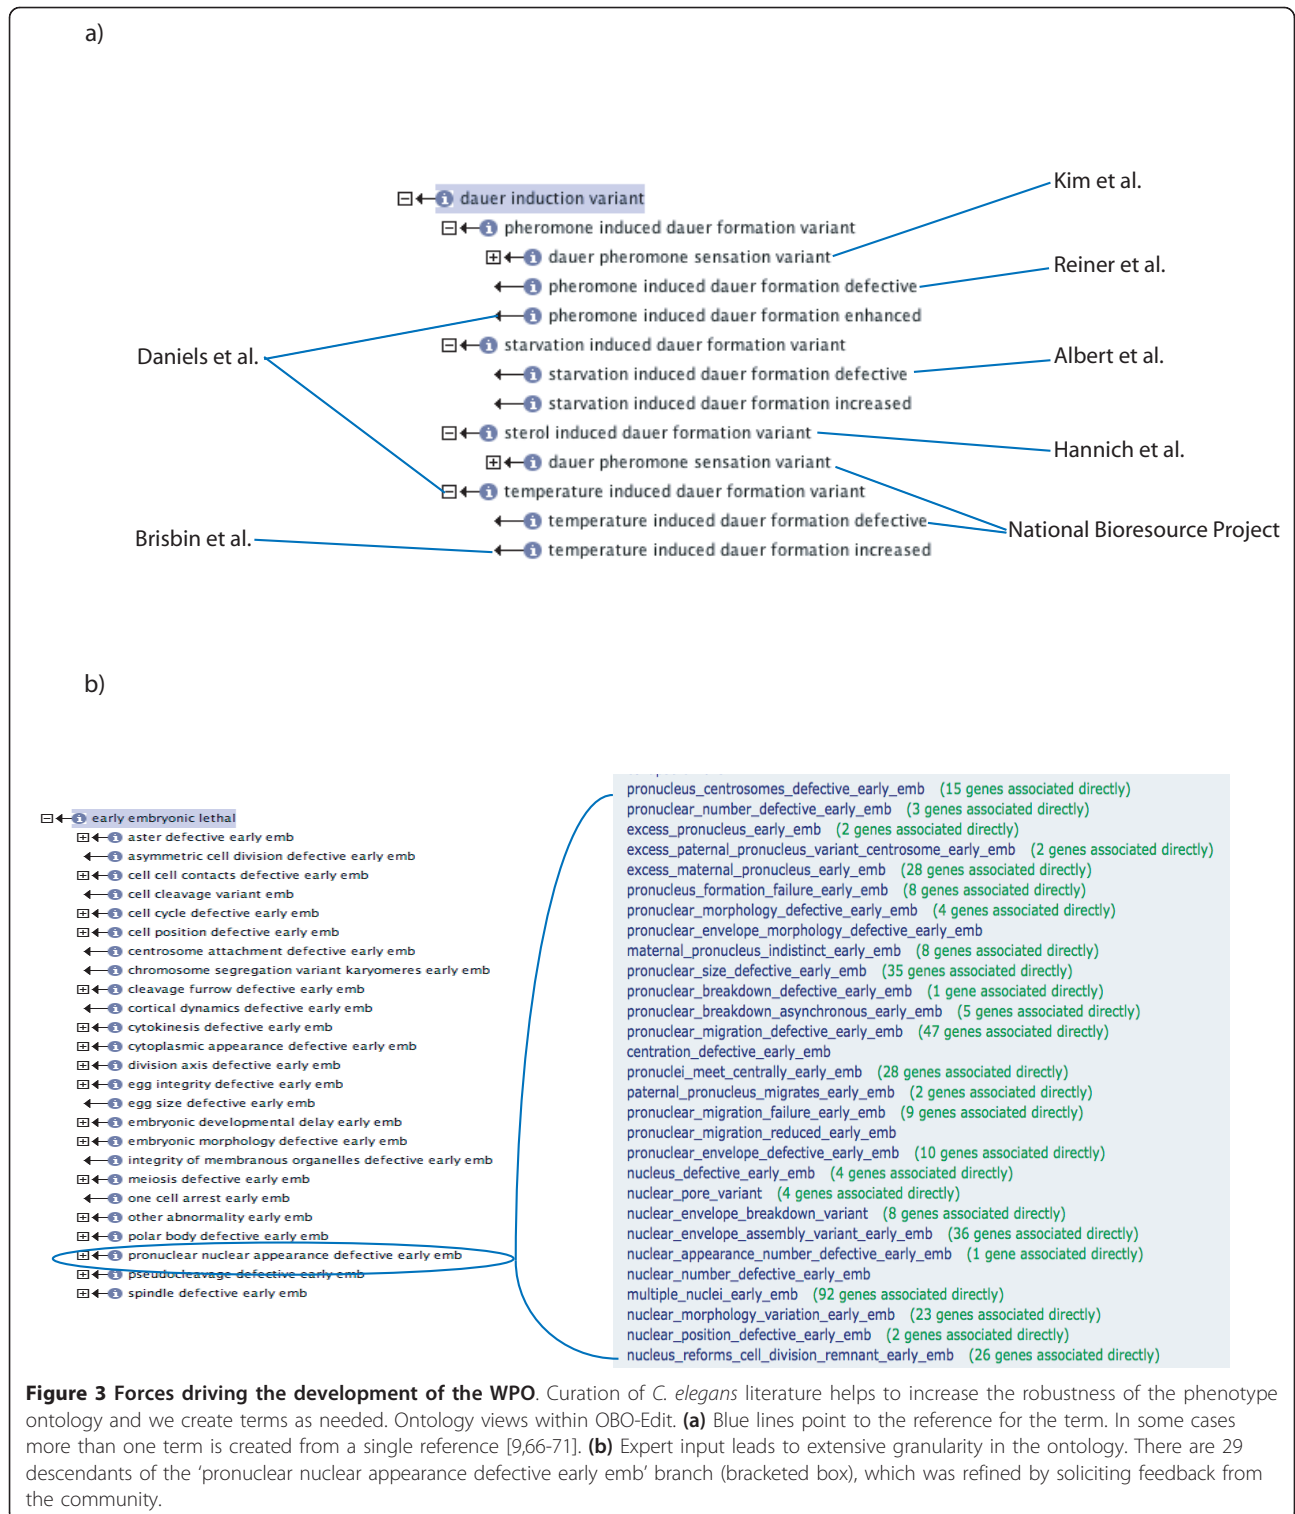 a)
dauer induction variant
pheromone induced dauer formation variant
dauer pheromone sensation variant
pheromone induced dauer formation defective
pheromone induced dauer formation enhanced
starvation induced dauer formation variant
starvation induced dauer formation defective
starvation induced dauer formation increased
sterol induced dauer formation variant
dauer pheromone sensation variant
temperature induced dauer formation variant
temperature induced dauer formation defective
temperature induced dauer formation increased
Daniels et al.
Brisbin et al.
Kim et al.
Reiner et al.
Albert et al.
Hannich et al.
National Bioresource Project
b)
early embryonic lethal
aster defective early emb
asymmetric cell division defective early emb
cell cell contacts defective early emb
cell cleavage variant emb
cell cycle defective early emb
cell position defective early emb
centrosome attachment defective early emb
chromosome segregation variant karyomeres early emb
cleavage furrow defective early emb
cortical dynamics defective early emb
cytokinesis defective early emb
cytoplasmic appearance defective early emb
division axis defective early emb
egg integrity defective early emb
egg size defective early emb
embryonic developmental delay early emb
embryonic morphology defective early emb
integrity of membranous organelles defective early emb
meiosis defective early emb
one cell arrest early emb
other abnormality early emb
polar body defective early emb
pronuclear nuclear appearance defective early emb
pseudocleavage defective early emb
spindle defective early emb
pronucleus_centrosomes_defective_early_emb (15 genes associated directly)
pronuclear_number_defective_early_emb (3 genes associated directly)
excess_pronucleus_early_emb (2 genes associated directly)
excess_paternal_pronucleus_variant_centrosome_early_emb (2 genes associated directly)
excess_maternal_pronucleus_early_emb (28 genes associated directly)
pronucleus_formation_failure_early_emb (8 genes associated directly)
pronuclear_morphology_defective_early_emb (4 genes associated directly)
pronuclear_envelope_morphology_defective_early_emb
maternal_pronucleus_indistinct_early_emb (8 genes associated directly)
pronuclear_size_defective_early_emb (35 genes associated directly)
pronuclear_breakdown_defective_early_emb (1 gene associated directly)
pronuclear_breakdown_asynchronous_early_emb (5 genes associated directly)
pronuclear_migration_defective_early_emb (47 genes associated directly)
centration_defective_early_emb
pronuclei_meet_centrally_early_emb (28 genes associated directly)
paternal_pronucleus_migrates_early_emb (2 genes associated directly)
pronuclear_migration_failure_early_emb (9 genes associated directly)
pronuclear_migration_reduced_early_emb
pronuclear_envelope_defective_early_emb (10 genes associated directly)
nucleus_defective_early_emb (4 genes associated directly)
nuclear_pore_variant (4 genes associated directly)
nuclear_envelope_breakdown_variant (8 genes associated directly)
nuclear_envelope_assembly_variant_early_emb (36 genes associated directly)
nuclear_appearance_number_defective_early_emb (1 gene associated directly)
nuclear_number_defective_early_emb
multiple_nuclei_early_emb (92 genes associated directly)
nuclear_morphology_variation_early_emb (23 genes associated directly)
nuclear_position_defective_early_emb (2 genes associated directly)
nucleus_reforms_cell_division_remnant_early_emb (26 genes associated directly)
Figure 3 Forces driving the development of the WPO. Curation of C. elegans literature helps to increase the robustness of the phenotype
ontology and we create terms as needed. Ontology views within OBO-Edit. (a) Blue lines point to the reference for the term. In some cases
more than one term is created from a single reference [9,66-71]. (b) Expert input leads to extensive granularity in the ontology. There are 29
descendants of the 'pronuclear nuclear appearance defective early emb' branch (bracketed box), which was refined by soliciting feedback from
the community.